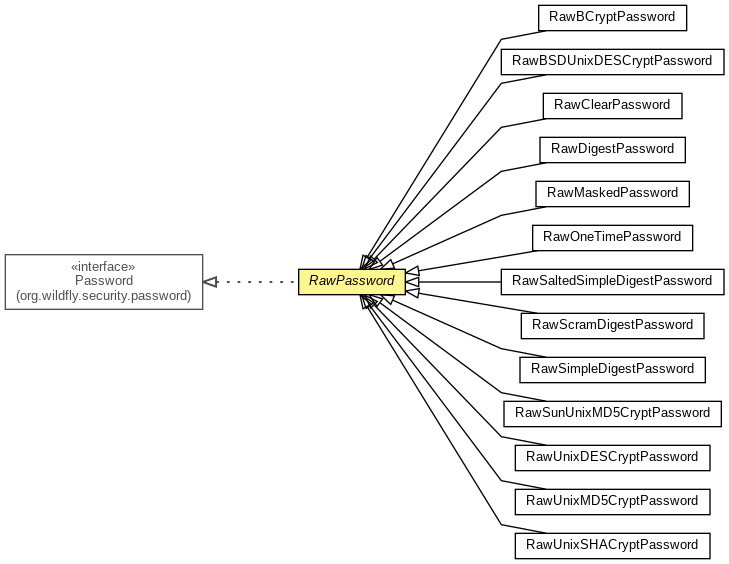 «interface»
Password
(org.wildfly.security.password)
RawPassword
RawBCryptPassword
RawBSDUnixDESCryptPassword
RawClearPassword
RawDigestPassword
RawMaskedPassword
RawOneTimePassword
RawSaltedSimpleDigestPassword
RawScramDigestPassword
RawSimpleDigestPassword
RawSunUnixMD5CryptPassword
RawUnixDESCryptPassword
RawUnixMD5CryptPassword
RawUnixSHACryptPassword